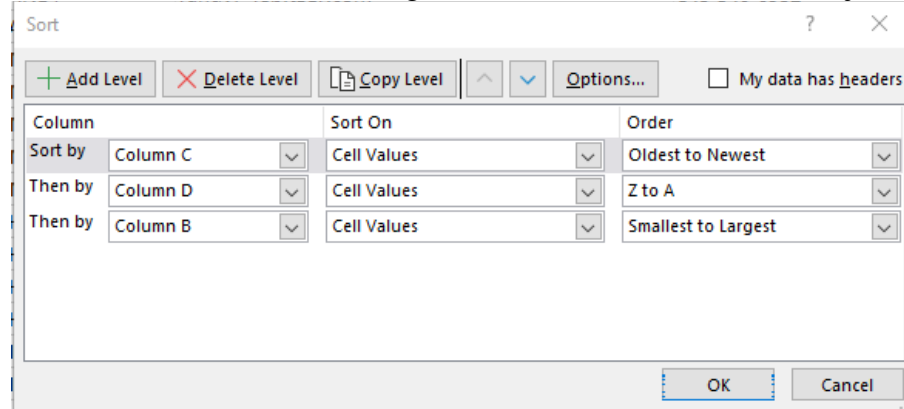 Sort ?
Add Level Delete Level Copy Level Options... My data has headers
Column Sort On Order
Sort by Column C Cell Values Oldest to Newest
Then by Column D Cell Values Z to A
Then by Column B Cell Values Smallest to Largest
OK Cancel